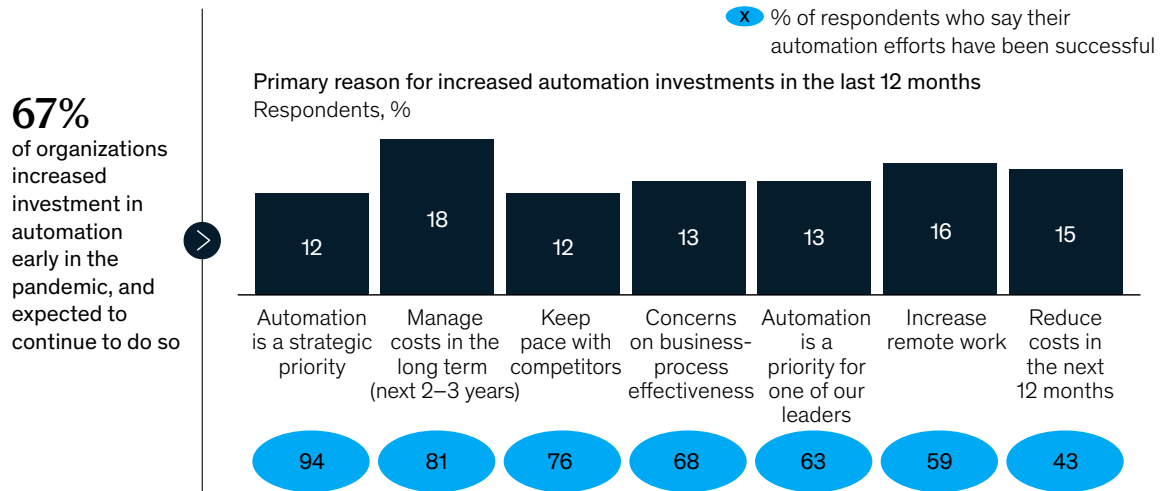 X % of respondents who say their
automation efforts have been successful
67%
of organizations
increased
investment in
automation
early in the
pandemic, and
expected to
continue to do so
Primary reason for increased automation investments in the last 12 months
Respondents, %
12 18 12 13 13 16 15
Automation
is a strategic
priority
Manage
costs in the
long term
(next 2–3 years)
Keep
pace with
competitors
Concerns
on business-
process
effectiveness
Automation
is a
priority for
one of our
leaders
Increase
remote work
Reduce
costs in
the next
12 months
94 81 76 68 63 59 43